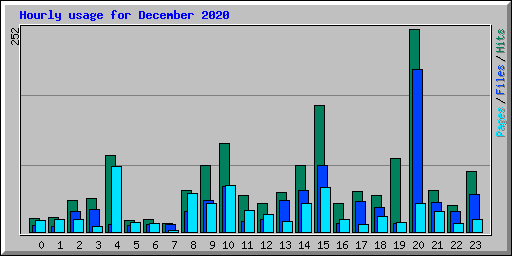 Hourly usage for December 2020
252
Pages/Files/Hits
0 1 2 3 4 5 6 7 8 9 10 11 12 13 14 15 16 17 18 19 20 21 22 23